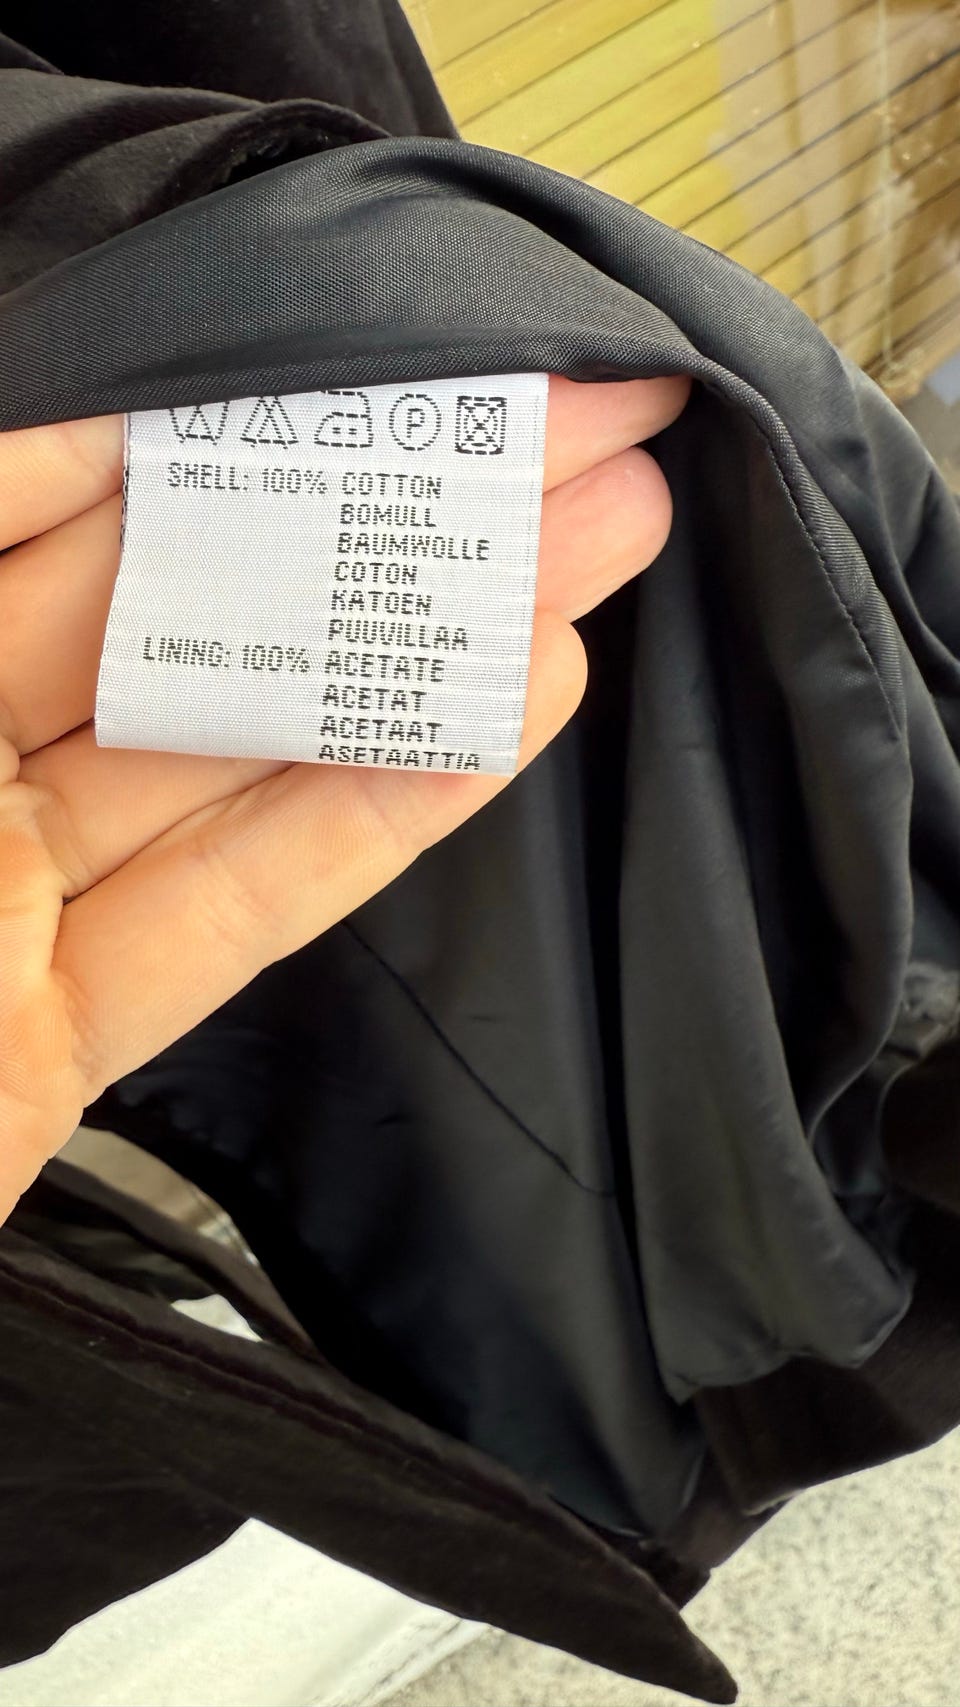 P
SHELL: 100% COTTON
BOMULL
BAUMWOLLE
COTON
KATOEN
PUUVILLAA
LINING: 100% ACETATE
ACETAT
ACETAAT
ASETAATTIA